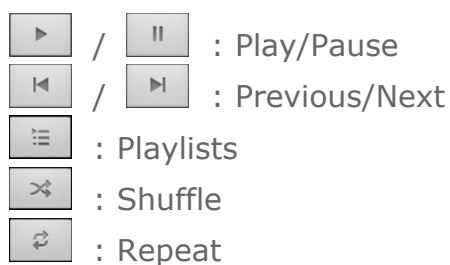 / : Play/Pause
/ : Previous/Next
: Playlists
: Shuffle
: Repeat